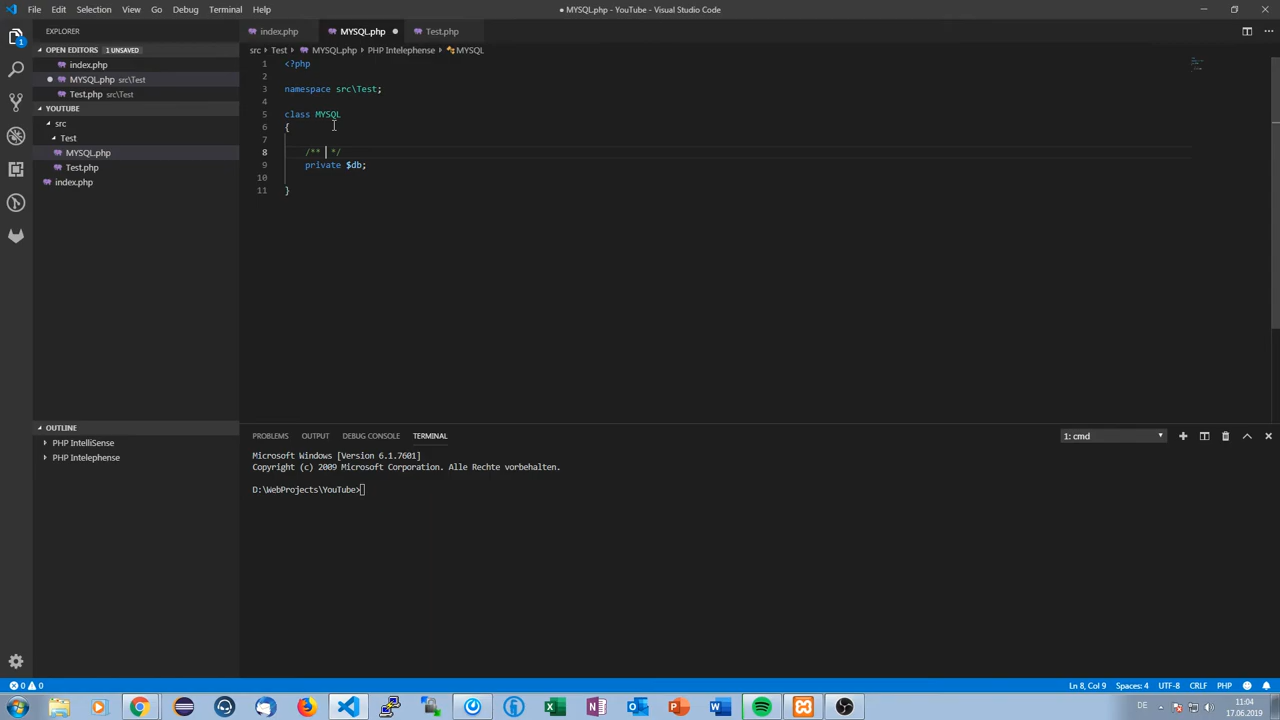 File Edit Selection View Go Debug Terminal Help
● MYSQL.php - YouTube - Visual Studio Code
EXPLORER
OPEN EDITORS 1 UNSAVED
index.php
MYSQL.php src\Test
Test.php src\Test
YOUTUBE
src
Test
MYSQL.php
Test.php
index.php
OUTLINE
PHP IntelliSense
PHP Intelephense
index.php MYSQL.php Test.php
src Test MYSQL.php PHP Intelephense MYSQL
1 <?php
2
3 namespace src\Test;
4
5 class MYSQL
6 {
7
8 /** */
9 private $db;
10
11 }
PROBLEMS OUTPUT DEBUG CONSOLE TERMINAL
1: cmd
Microsoft Windows [Version 6.1.7601]
Copyright (c) 2009 Microsoft Corporation. Alle Rechte vorbehalten.
D:\WebProjects\YouTube>
0 0
Ln 8, Col 9 Spaces: 4 UTF-8 CRLF PHP
DE
11:04
17.06.2019